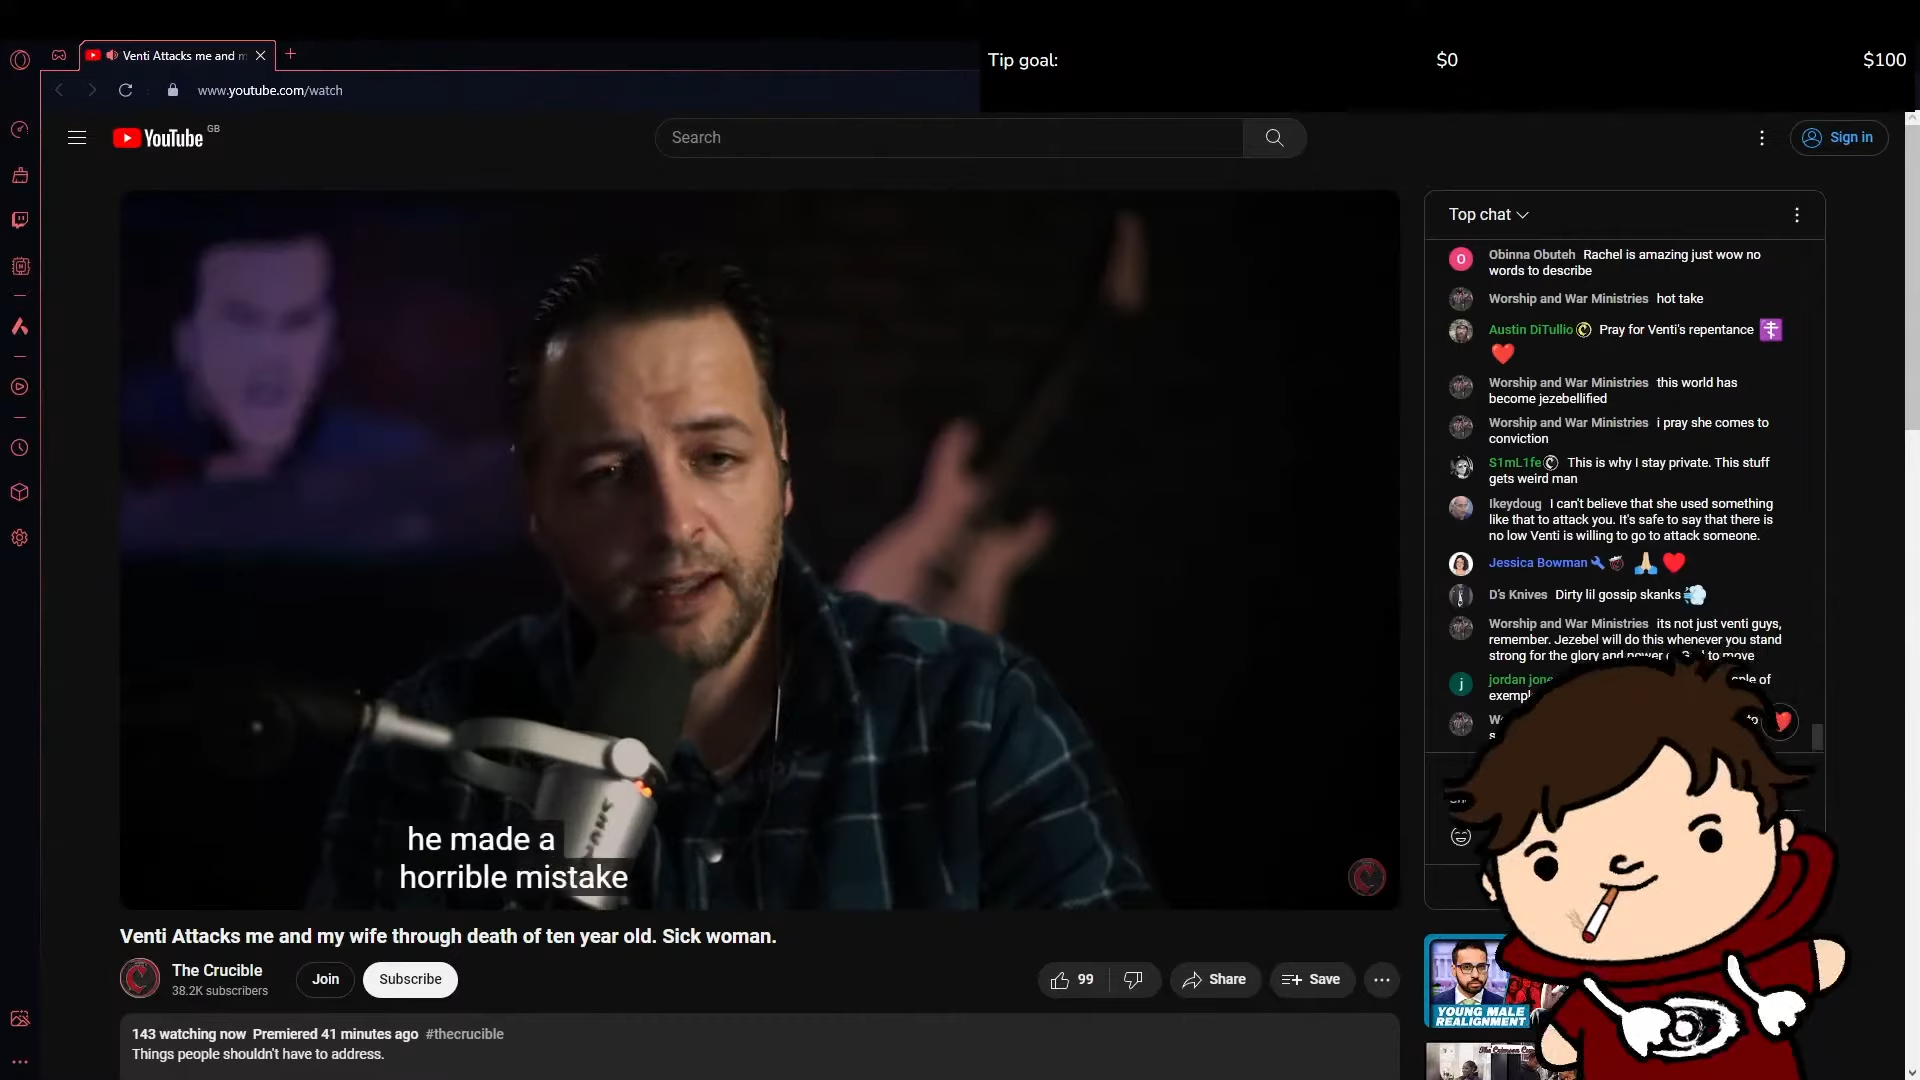 Venti Attacks me and m
Tip goal:
$0
$100
www.youtube.com/watch
YouTube GB
Search
Sign in
Top chat
Obinna Obuteh Rachel is amazing just wow no
words to describe
Worship and War Ministries hot take
Austin DiTullio Pray for Venti's repentance
Worship and War Ministries this world has
become jezebellified
Worship and War Ministries i pray she comes to
conviction
S1mL1fe This is why I stay private. This stuff
gets weird man
Ikeydoug I can't believe that she used something
like that to attack you. It's safe to say that there is
no low Venti is willing to go to attack someone.
Jessica Bowman
D's Knives Dirty lil gossip skanks
Worship and War Ministries its not just venti guys,
remember. Jezebel will do this whenever you stand
strong for the glory and power to move
jordan jone of
exempl
to
he made a
horrible mistake
Venti Attacks me and my wife through death of ten year old. Sick woman.
The Crucible
38.2K subscribers
Join
Subscribe
99
Share
Save
143 watching now Premiered 41 minutes ago #thecrucible
Things people shouldn't have to address.
YOUNG MALE
REALIGNMENT